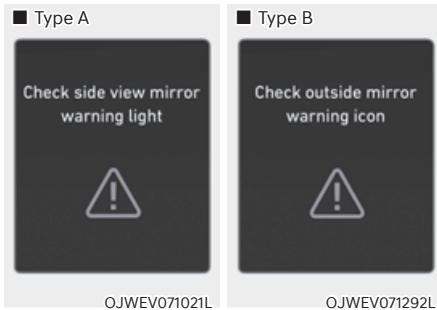 ■ Type A
Check side view mirror
warning light
OJWEV071021L
■ Type B
Check outside mirror
warning icon
OJWEV071292L